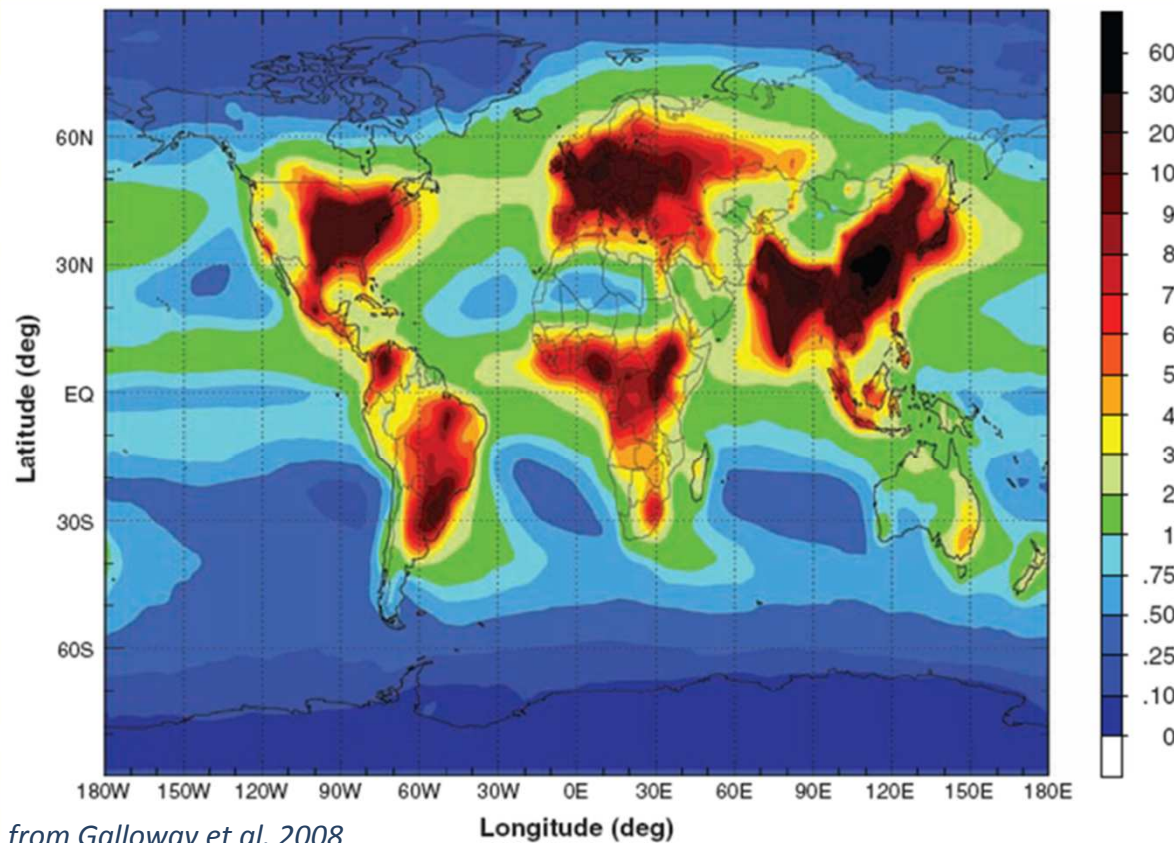 60
30
20
10
9
8
7
6
5
4
3
2
1
.75
.50
.25
.10
0
60N
30N
EQ
30S
60S
Latitude (deg)
180W 150W 120W 90W 60W 30W 0E 30E 60E 90E 120E 150E 180E
Longitude (deg)
from Galloway et al. 2008